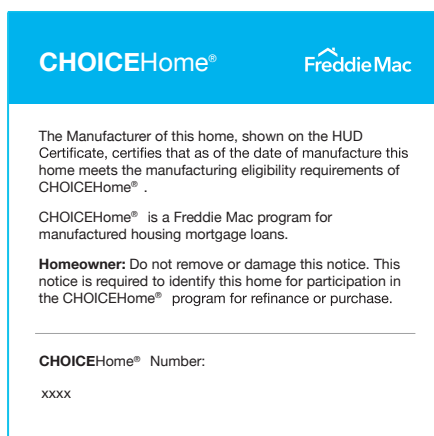 CHOICEHome®
Freddie Mac
The Manufacturer of this home, shown on the HUD
Certificate, certifies that as of the date of manufacture this
home meets the manufacturing eligibility requirements of
CHOICEHome® .
CHOICEHome® is a Freddie Mac program for
manufactured housing mortgage loans.
Homeowner: Do not remove or damage this notice. This
notice is required to identify this home for participation in
the CHOICEHome® program for refinance or purchase.
CHOICEHome® Number:
xxxx